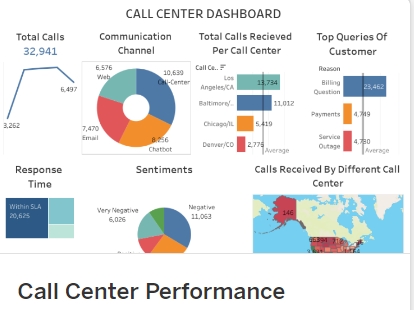 CALL CENTER DASHBOARD
Total Calls
32,941
3,262
6,497
Communication
Channel
6,576
Web
10,639
Call-Center
7,470
Email
8,256
Chatbot
Total Calls Recieved
Per Call Center
Call Ce..
Los
Angeles/CA
13,734
Baltimore/..
11,012
Chicago/IL
5,419
Denver/CO
2,776
Average
Top Queries Of
Customer
Reason
Billing
Question
23,462
Payments
4,749
Service
Outage
4,730
Average
Response
Time
Within SLA
20,625
Sentiments
Very Negative
6,026
Negative
11,063
Calls Received By Different Call
Center
146
Call Center Performance